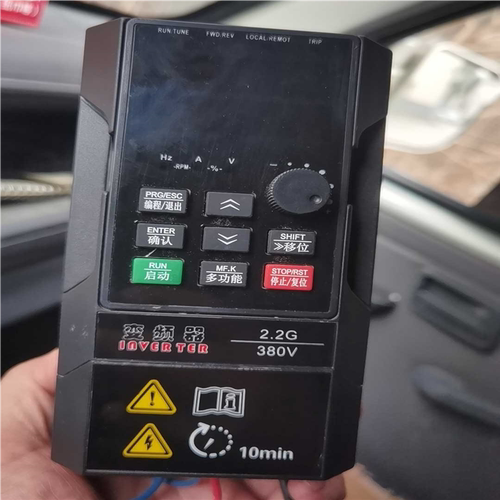 RUN/TUNE FWD/REV LOCAL/REMOT TRIP
Hz A V
-RPM- -%-
PRG/ESC
编程/退出
ENTER
确认
SHIFT
≫移位
RUN
启动
MF.K
多功能
STOP/RST
停止/复位
变频器 2.2G
INVERTER 380V
10min